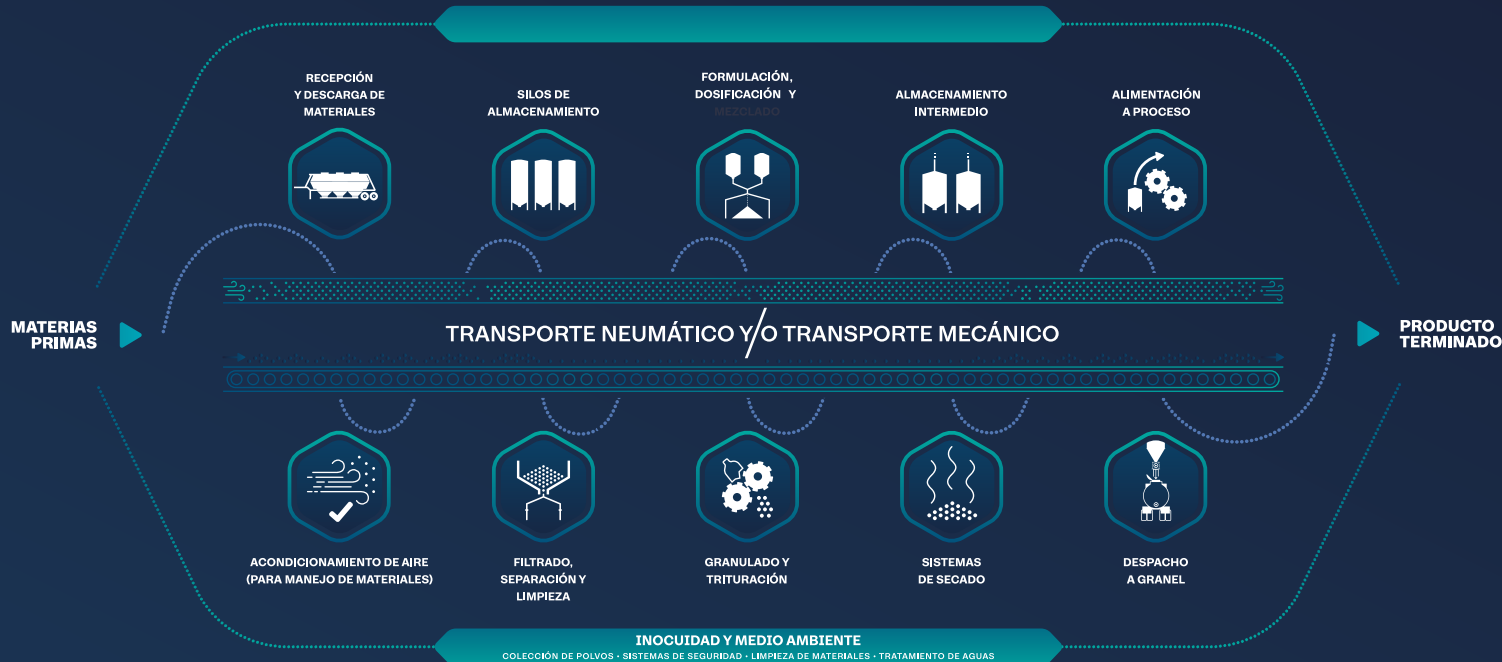 RECEPCIÓN
Y DESCARGA DE
MATERIALES
SILOS DE
ALMACENAMIENTO
FORMULACIÓN,
DOSIFICACIÓN Y
MEZCLADO
ALMACENAMIENTO
INTERMEDIO
ALIMENTACIÓN
A PROCESO
MATERIAS
PRIMAS
TRANSPORTE NEUMÁTICO Y/O TRANSPORTE MECÁNICO
PRODUCTO
TERMINADO
ACONDICIONAMIENTO DE AIRE
(PARA MANEJO DE MATERIALES)
FILTRADO,
SEPARACIÓN Y
LIMPIEZA
GRANULADO Y
TRITURACIÓN
SISTEMAS
DE SECADO
DESPACHO
A GRANEL
INOCUIDAD Y MEDIO AMBIENTE
COLECCIÓN DE POLVOS • SISTEMAS DE SEGURIDAD • LIMPIEZA DE MATERIALES • TRATAMIENTO DE AGUAS